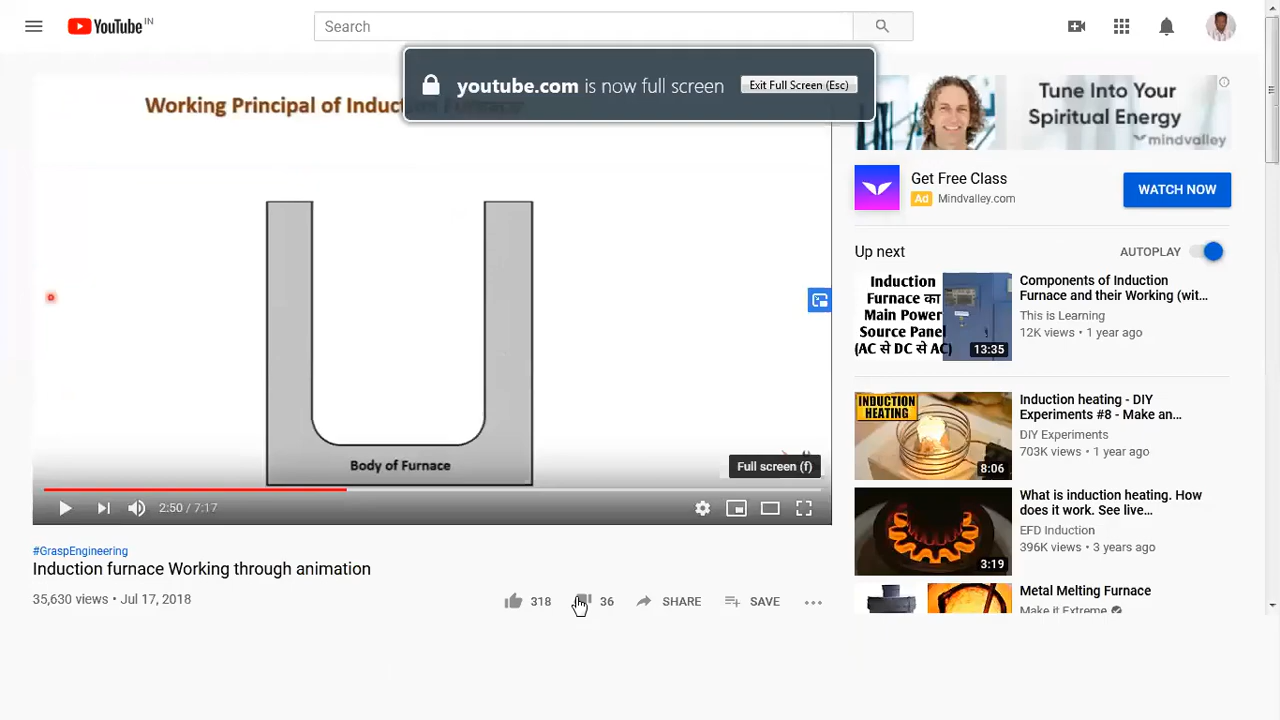 YouTube IN
Search
youtube.com is now full screen
Exit Full Screen (Esc)
Working Principal of Induc
Body of Furnace
Full screen (f)
2:50 / 7:17
#GraspEngineering
Induction furnace Working through animation
35,630 views • Jul 17, 2018
318
36
SHARE
SAVE
Tune Into Your
Spiritual Energy
mindvalley
Get Free Class
Ad Mindvalley.com
WATCH NOW
Up next
AUTOPLAY
Induction
Furnace का
Main Power
Source Panel
(AC से DC से AC)
13:35
Components of Induction
Furnace and their Working (wit...
This is Learning
12K views • 1 year ago
INDUCTION
HEATING
8:06
Induction heating - DIY
Experiments #8 - Make an...
DIY Experiments
703K views • 1 year ago
3:19
What is induction heating. How
does it work. See live...
EFD Induction
396K views • 3 years ago
Metal Melting Furnace
Make it Extreme